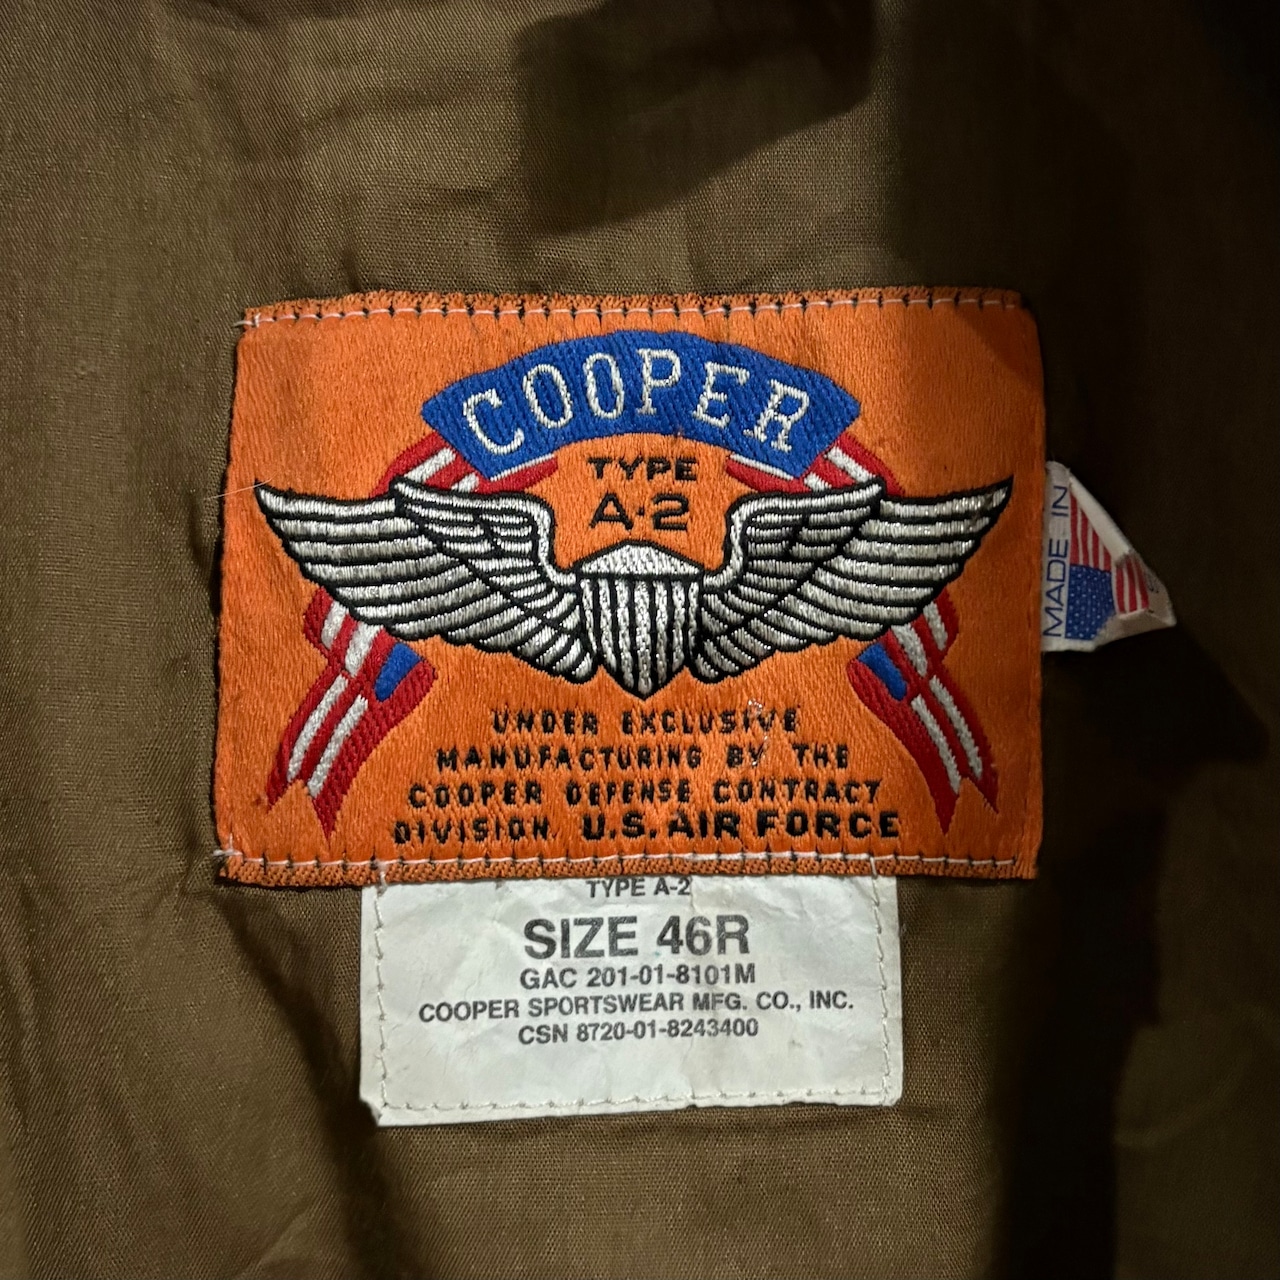 COOPER
TYPE
A-2
UNDER EXCLUSIVE
MANUFACTURING BY THE
COOPER DEFENSE CONTRACT
DIVISION U.S. AIR FORCE
MADE IN
TYPE A-2
SIZE 46R
GAC 201-01-8101M
COOPER SPORTSWEAR MFG. CO., INC.
CSN 8720-01-8243400